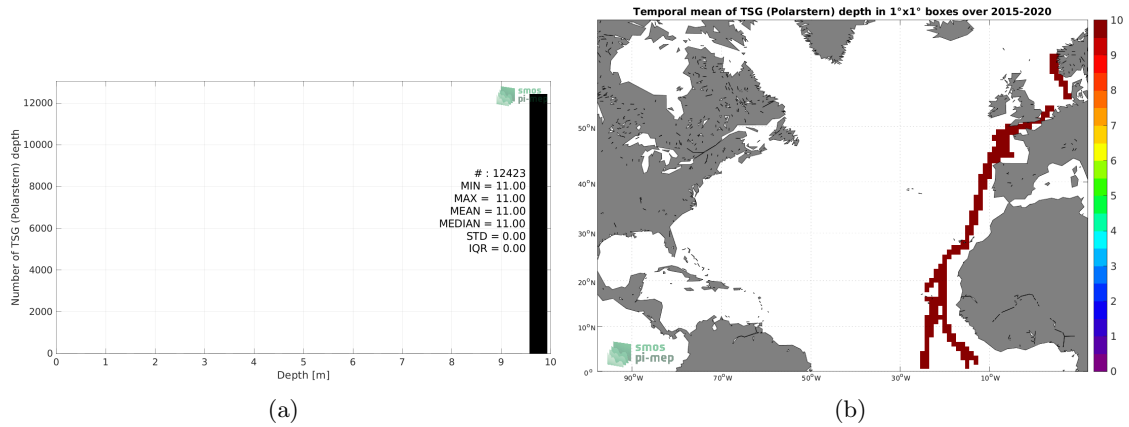 smos
pi-mep
Number of TSG (Polarstern) depth
12000
10000
8000
6000
4000
2000
0
# : 12423
MIN = 11.00
MAX = 11.00
MEAN = 11.00
MEDIAN = 11.00
STD = 0.00
IQR = 0.00
0 1 2 3 4 5 6 7 8 9 10
Depth [m]
(a)
Temporal mean of TSG (Polarstern) depth in 1°x1° boxes over 2015-2020
50°N
40°N
30°N
20°N
10°N
0°
90°W 70°W 50°W 30°W 10°W
smos
pi-mep
10
9
8
7
6
5
4
3
2
1
0
(b)